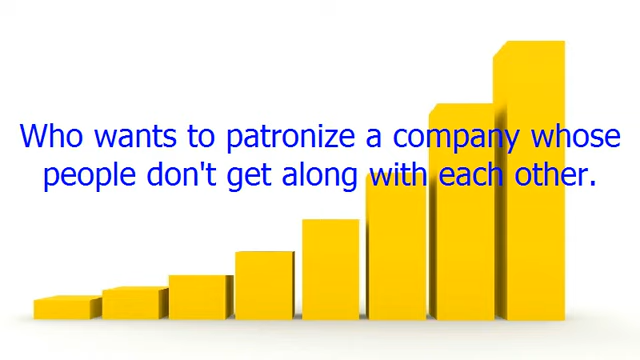 Who wants to patronize a company whose
people don't get along with each other.